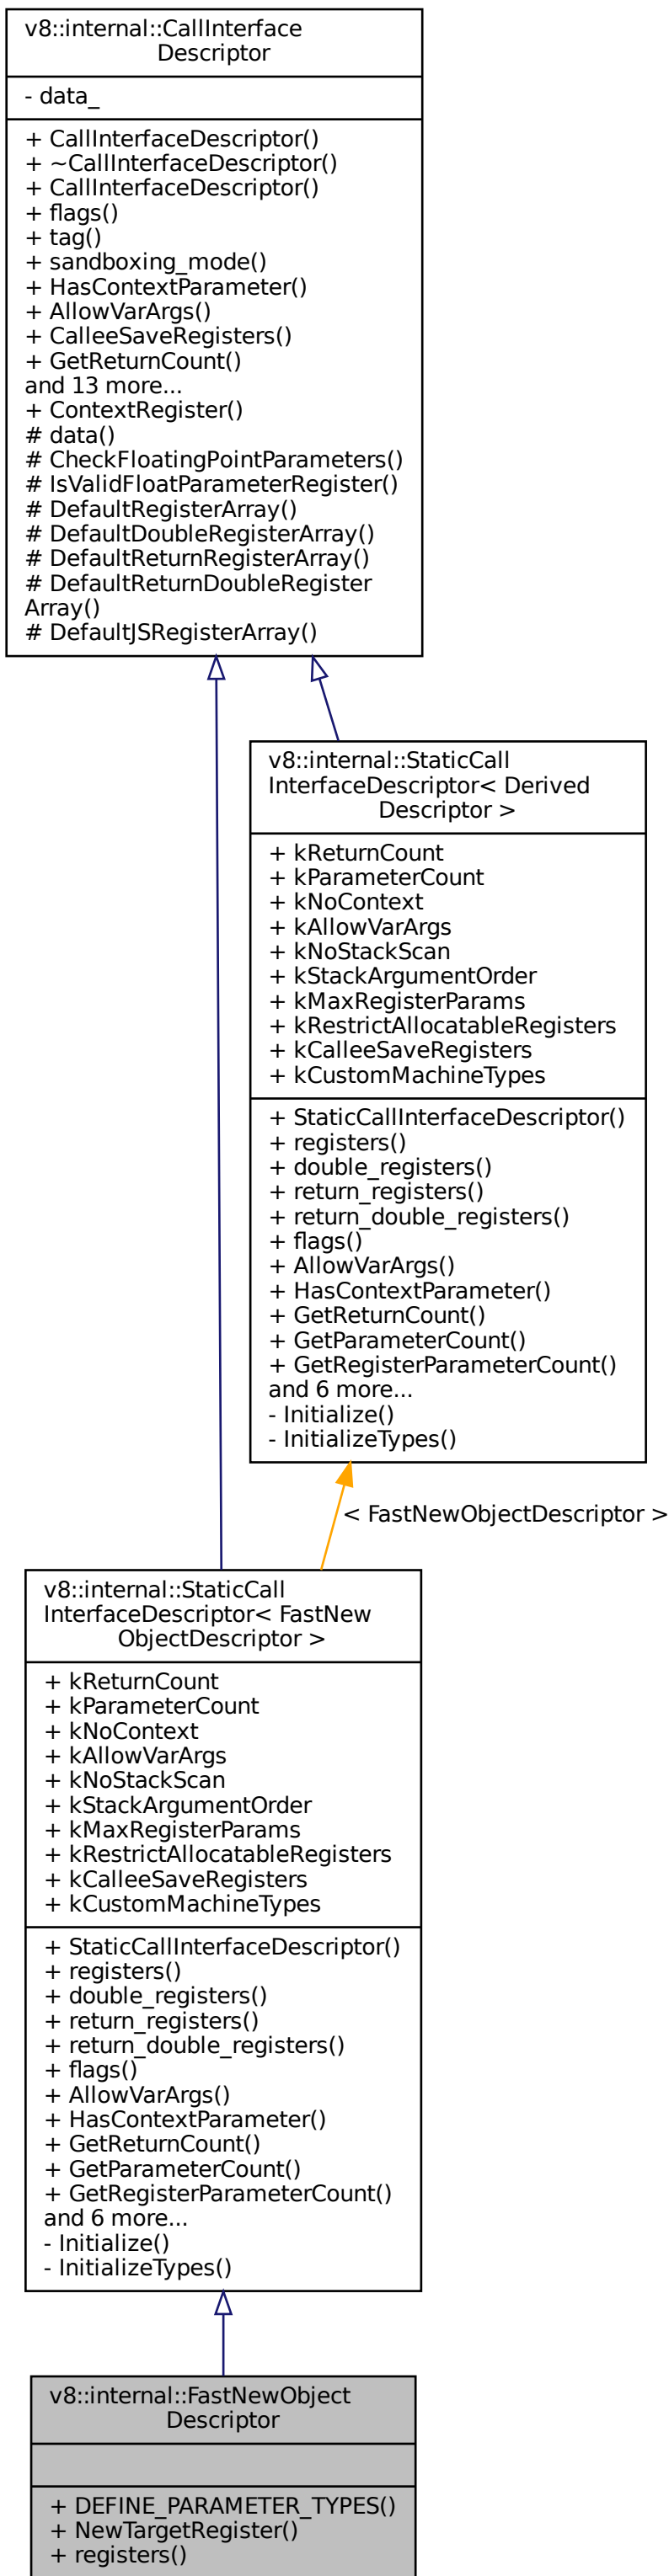 v8::internal::CallInterface
Descriptor
- data_
+ CallInterfaceDescriptor()
+ ~CallInterfaceDescriptor()
+ CallInterfaceDescriptor()
+ flags()
+ tag()
+ sandboxing_mode()
+ HasContextParameter()
+ AllowVarArgs()
+ CalleeSaveRegisters()
+ GetReturnCount()
and 13 more...
+ ContextRegister()
# data()
# CheckFloatingPointParameters()
# IsValidFloatParameterRegister()
# DefaultRegisterArray()
# DefaultDoubleRegisterArray()
# DefaultReturnRegisterArray()
# DefaultReturnDoubleRegister
Array()
# DefaultJSRegisterArray()
v8::internal::StaticCall
InterfaceDescriptor< Derived
Descriptor >
+ kReturnCount
+ kParameterCount
+ kNoContext
+ kAllowVarArgs
+ kNoStackScan
+ kStackArgumentOrder
+ kMaxRegisterParams
+ kRestrictAllocatableRegisters
+ kCalleeSaveRegisters
+ kCustomMachineTypes
+ StaticCallInterfaceDescriptor()
+ registers()
+ double_registers()
+ return_registers()
+ return_double_registers()
+ flags()
+ AllowVarArgs()
+ HasContextParameter()
+ GetReturnCount()
+ GetParameterCount()
+ GetRegisterParameterCount()
and 6 more...
- Initialize()
- InitializeTypes()
< FastNewObjectDescriptor >
v8::internal::StaticCall
InterfaceDescriptor< FastNew
ObjectDescriptor >
+ kReturnCount
+ kParameterCount
+ kNoContext
+ kAllowVarArgs
+ kNoStackScan
+ kStackArgumentOrder
+ kMaxRegisterParams
+ kRestrictAllocatableRegisters
+ kCalleeSaveRegisters
+ kCustomMachineTypes
+ StaticCallInterfaceDescriptor()
+ registers()
+ double_registers()
+ return_registers()
+ return_double_registers()
+ flags()
+ AllowVarArgs()
+ HasContextParameter()
+ GetReturnCount()
+ GetParameterCount()
+ GetRegisterParameterCount()
and 6 more...
- Initialize()
- InitializeTypes()
v8::internal::FastNewObject
Descriptor
+ DEFINE_PARAMETER_TYPES()
+ NewTargetRegister()
+ registers()